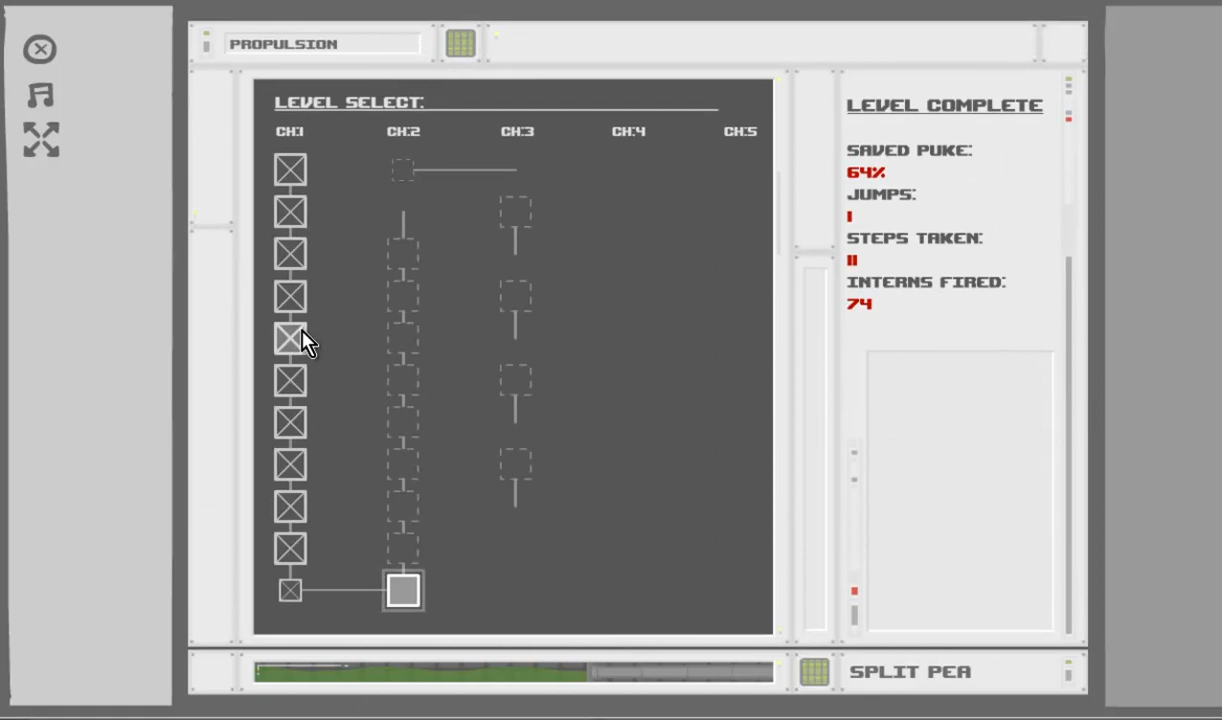 PROPULSION
LEVEL SELECT:
CH:1 CH:2 CH:3 CH:4 CH:5
LEVEL COMPLETE
SAVED PUKE:
64%
JUMPS:
1
STEPS TAKEN:
11
INTERNS FIRED:
74
SPLIT PEA